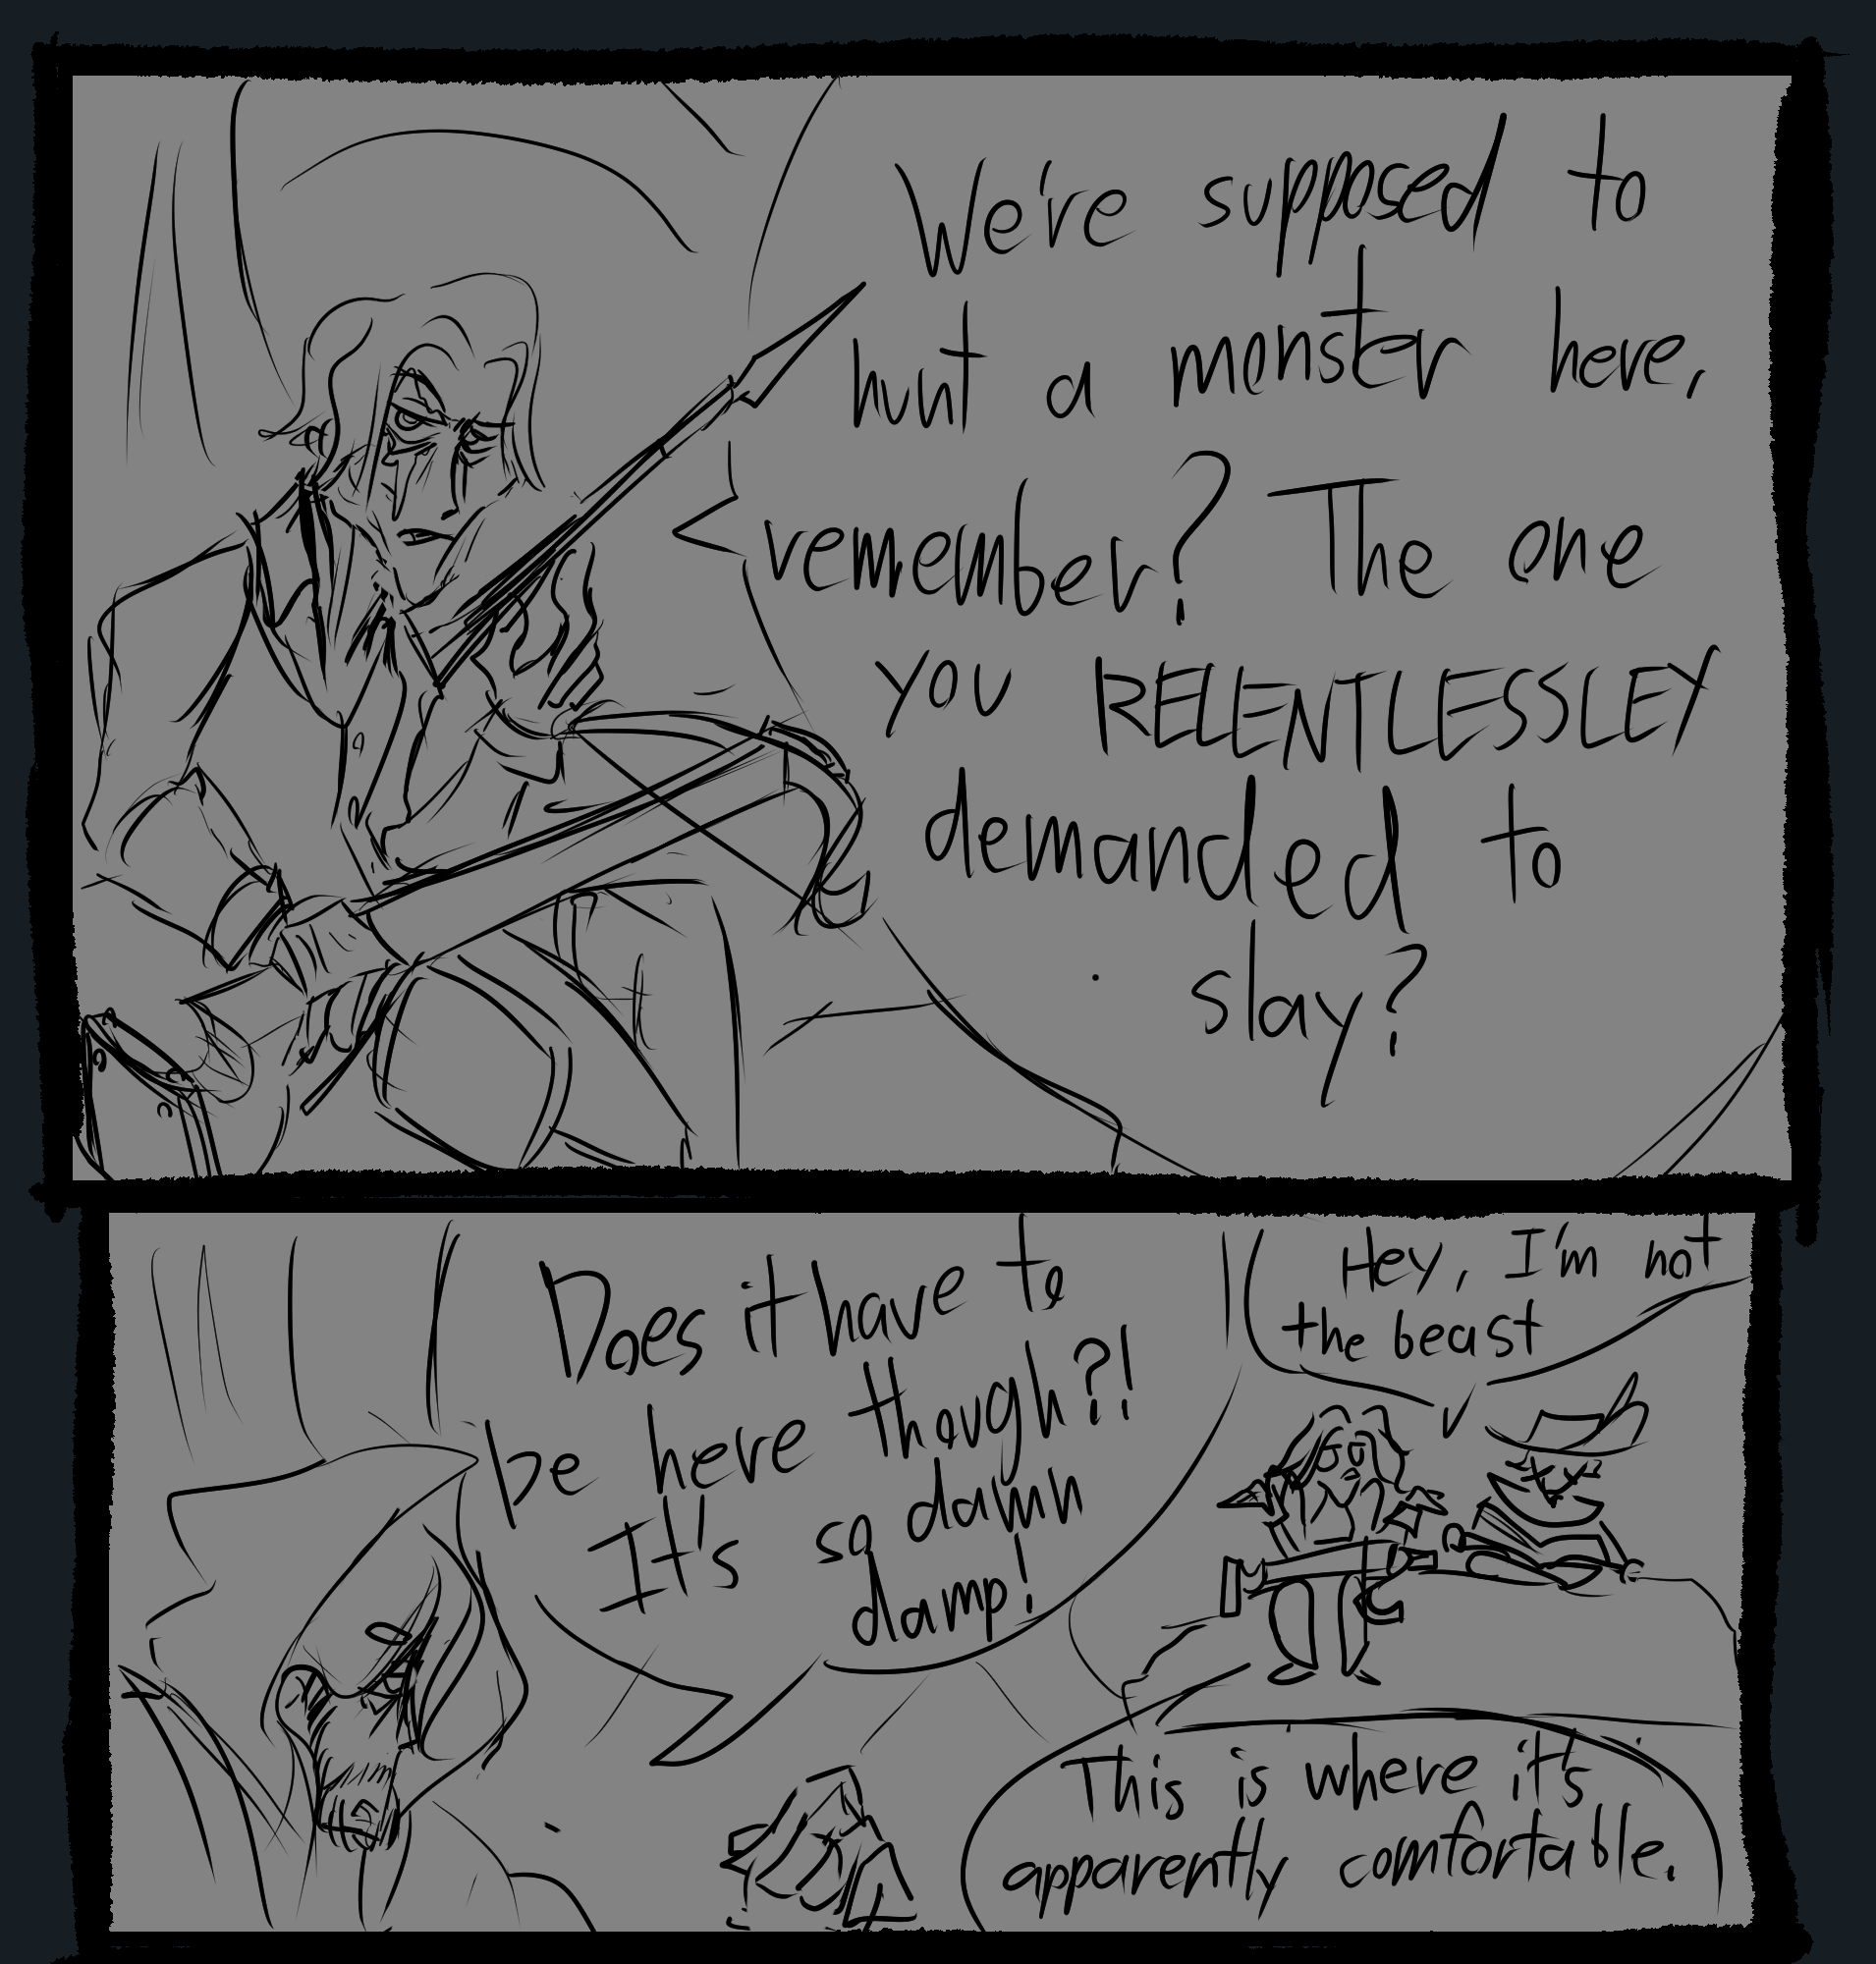 We're supposed to
hunt a monster here,
remember? The one
you RELENTLESSLEY
demanded to
slay?
Does it have to
be here though?!
It's so damn
damp!
Hey, I'm not
the beast
This is where it's
apparently comfortable.